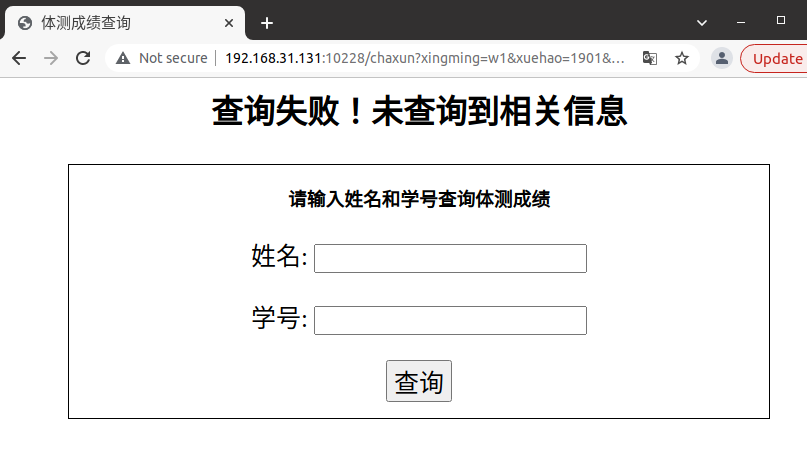 体测成绩查询
Not secure
192.168.31.131:10228/chaxun?xingming=w1&xuehao=1901&...
Update
查询失败！未查询到相关信息
请输入姓名和学号查询体测成绩
姓名:
学号:
查询